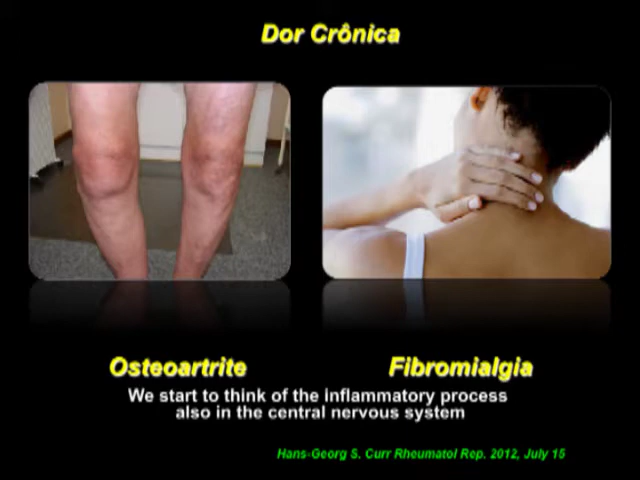 Dor Crônica
Osteoartrite Fibromialgia
We start to think of the inflammatory process
also in the central nervous system
Hans-Georg S. Curr Rheumatol Rep. 2012, July 15